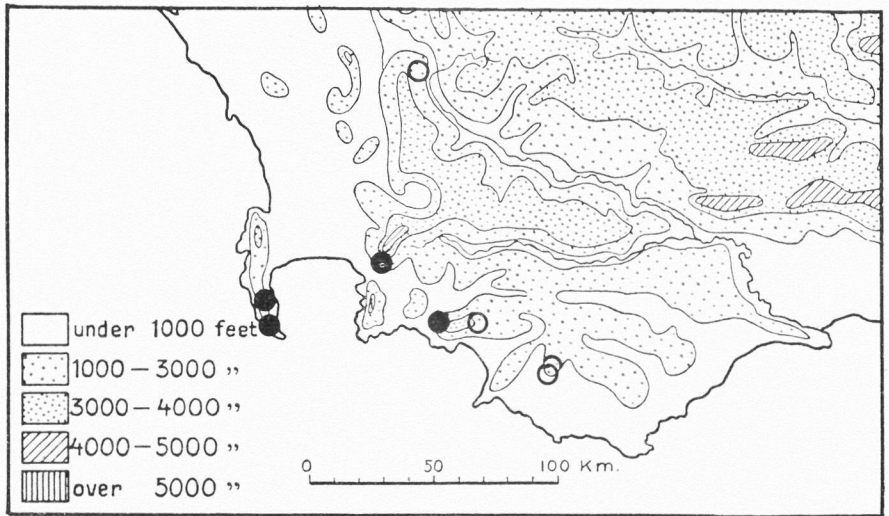 under 1000 feet
1000 – 3000 ”
3000 – 4000 ”
4000 – 5000 ”
over 5000 ”
0 50 100 Km.